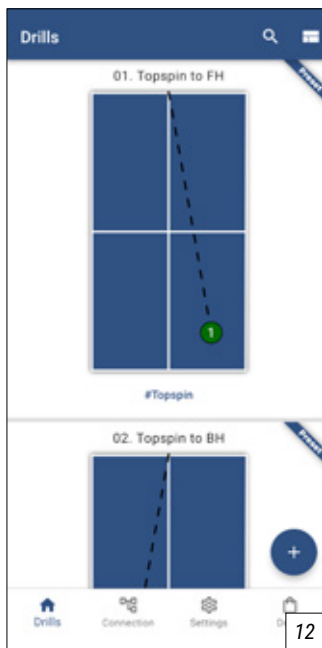 Drills
Preset
01. Topspin to FH
1
#Topspin
Preset
02. Topspin to BH
+
Drills
Connection
Settings
12